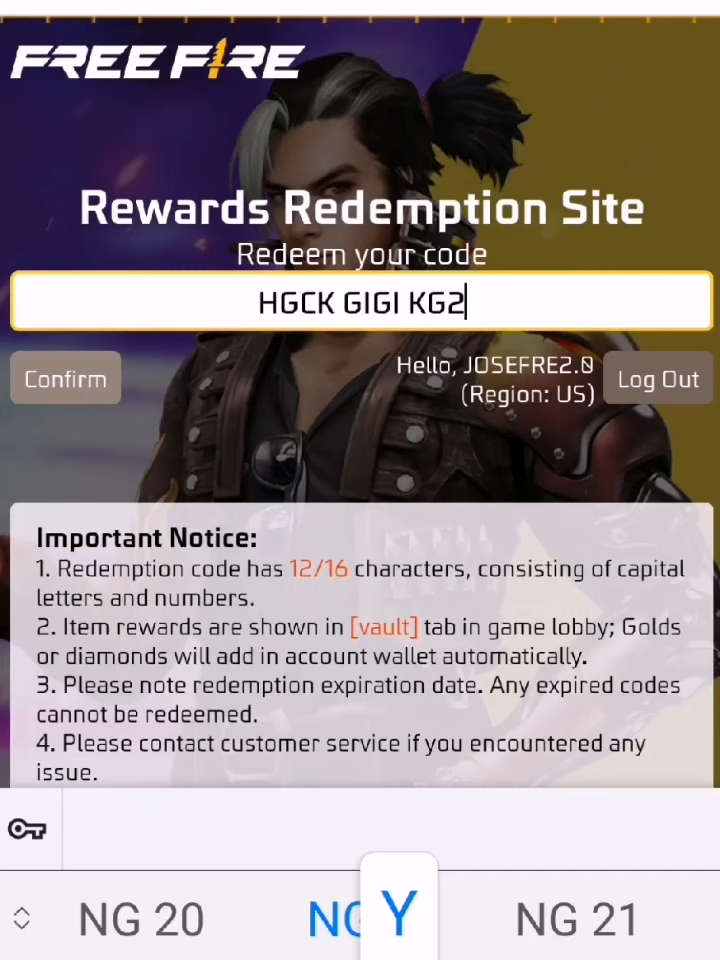 FREE FIRE
Rewards Redemption Site
Redeem your code
HGCK GIGI KG2
Confirm
Hello, JOSEFRE2.0
(Region: US)
Log Out
Important Notice:
1. Redemption code has 12/16 characters, consisting of capital
letters and numbers.
2. Item rewards are shown in [vault] tab in game lobby; Golds
or diamonds will add in account wallet automatically.
3. Please note redemption expiration date. Any expired codes
cannot be redeemed.
4. Please contact customer service if you encountered any
issue.
Y
NG 20
NG 21